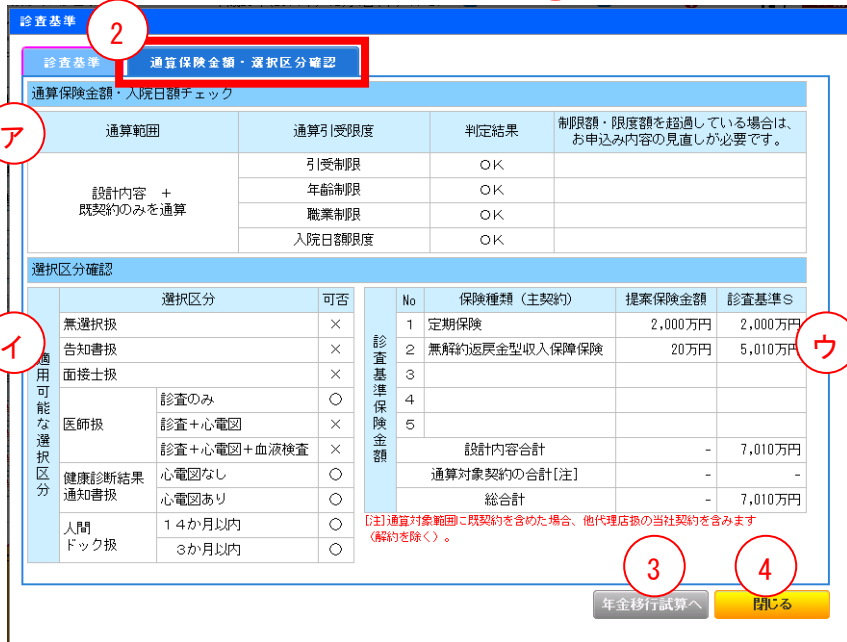 診査基準
2
診査基準 通算保険金額・選択区分確認
通算保険金額・入院日額チェック
ア
通算範囲 通算引受限度 判定結果 制限額・限度額を超過している場合は、
お申込み内容の見直しが必要です。
設計内容 +
既契約のみを通算
引受制限 OK
年齢制限 OK
職業制限 OK
入院日額限度 OK
選択区分確認
イ
適用可能な選択区分
選択区分 可否
無選択扱 ×
告知書扱 ×
面接士扱 ×
医師扱 診査のみ ○
診査+心電図 ×
診査+心電図+血液検査 ×
健康診断結果
通知書扱
心電図なし ○
心電図あり ○
人間
ドック扱
14か月以内 ○
3か月以内 ○
ウ
診査基準保険金額
No 保険種類(主契約) 提案保険金額 診査基準S
1 定期保険 2,000万円 2,000万円
2 無解約返戻金型収入保障保険 20万円 5,010万円
3
4
5
設計内容合計 - 7,010万円
通算対象契約の合計[注] - -
総合計 - 7,010万円
[注]通算対象範囲に既契約を含めた場合、他代理店扱の当社契約を含みます
(解約を除く)。
3
年金移行試算へ
4
閉じる